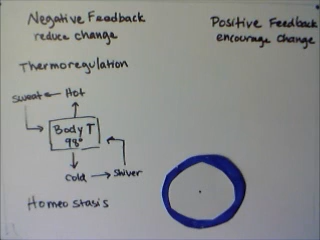 Negative Feedback
reduce change
Positive Feedback
encourage change
Thermoregulation
sweat
Hot
Body T
98°
cold
shiver
Homeostasis